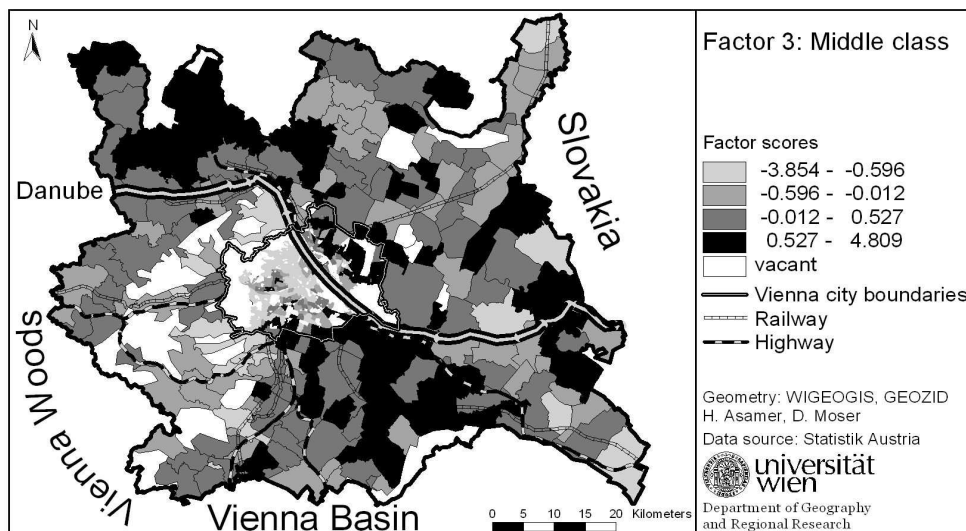 N
Danube
Slovakia
Vienna Woods
Vienna Basin
0 5 10 15 20 Kilometers
Factor 3: Middle class
Factor scores
-3.854 - -0.596
-0.596 - -0.012
-0.012 - 0.527
0.527 - 4.809
vacant
Vienna city boundaries
Railway
Highway
Geometry: WIGEOGIS, GEOZID
H. Asamer, D. Moser
Data source: Statistik Austria
universität
wien
Department of Geography
and Regional Research